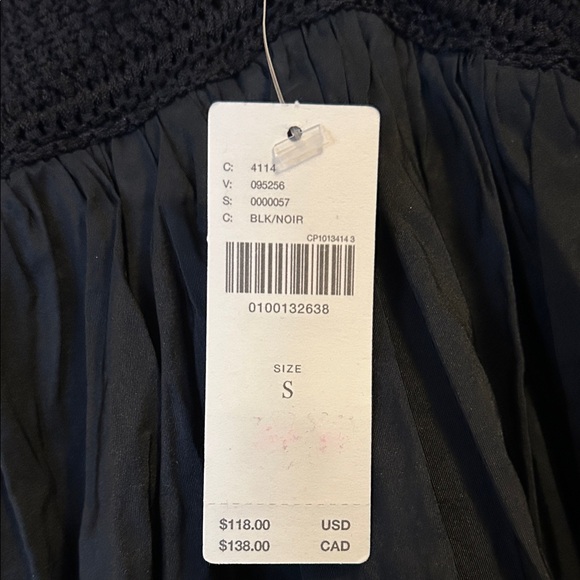 C: 4114
V: 095256
S: 0000057
C: BLK/NOIR
CP1013414 3
0100132638
SIZE
S
$118.00 USD
$138.00 CAD